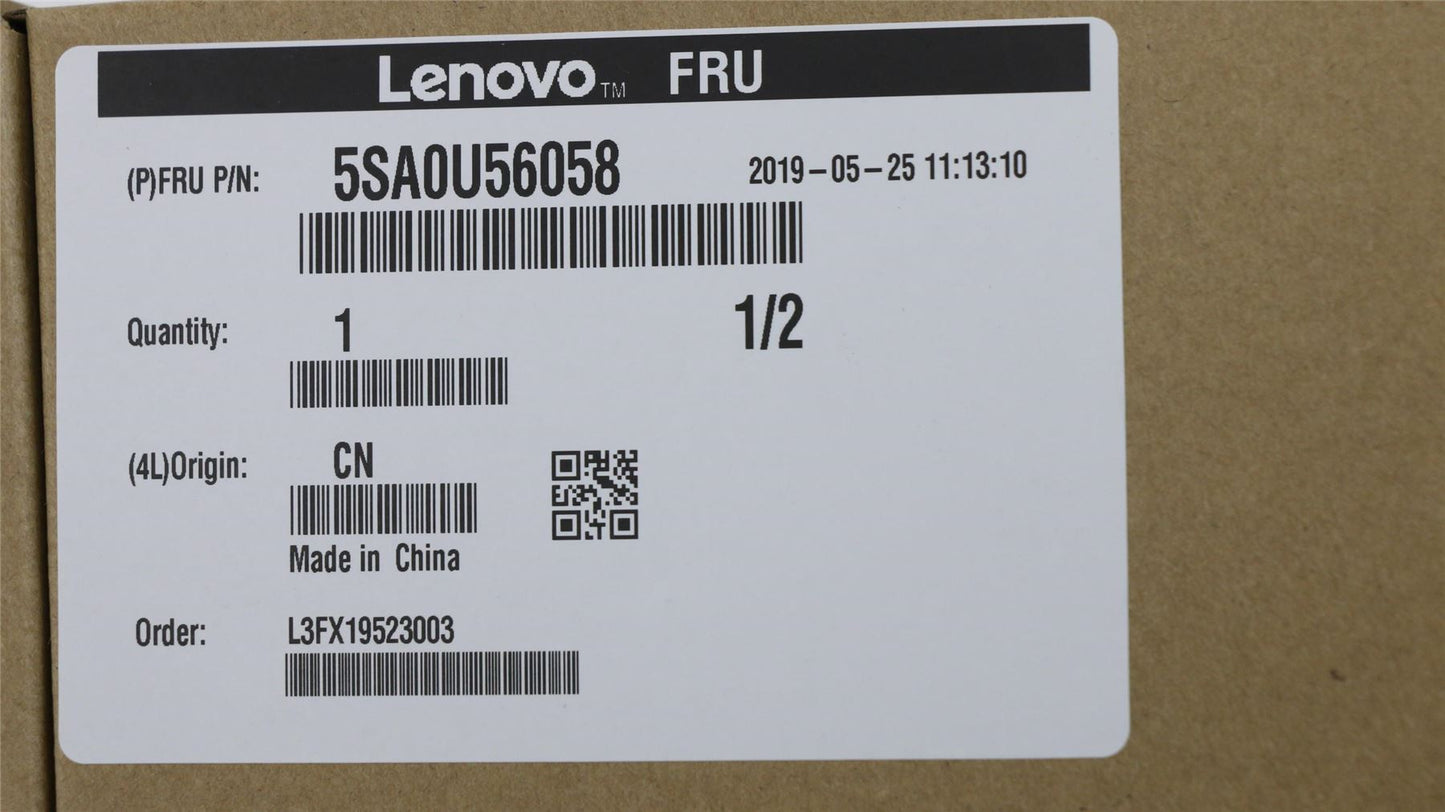 Lenovo™ FRU
(P)FRU P/N: 5SA0U56058 2019-05-25 11:13:10
Quantity: 1 1/2
(4L)Origin: CN
Made in China
Order: L3FX19523003